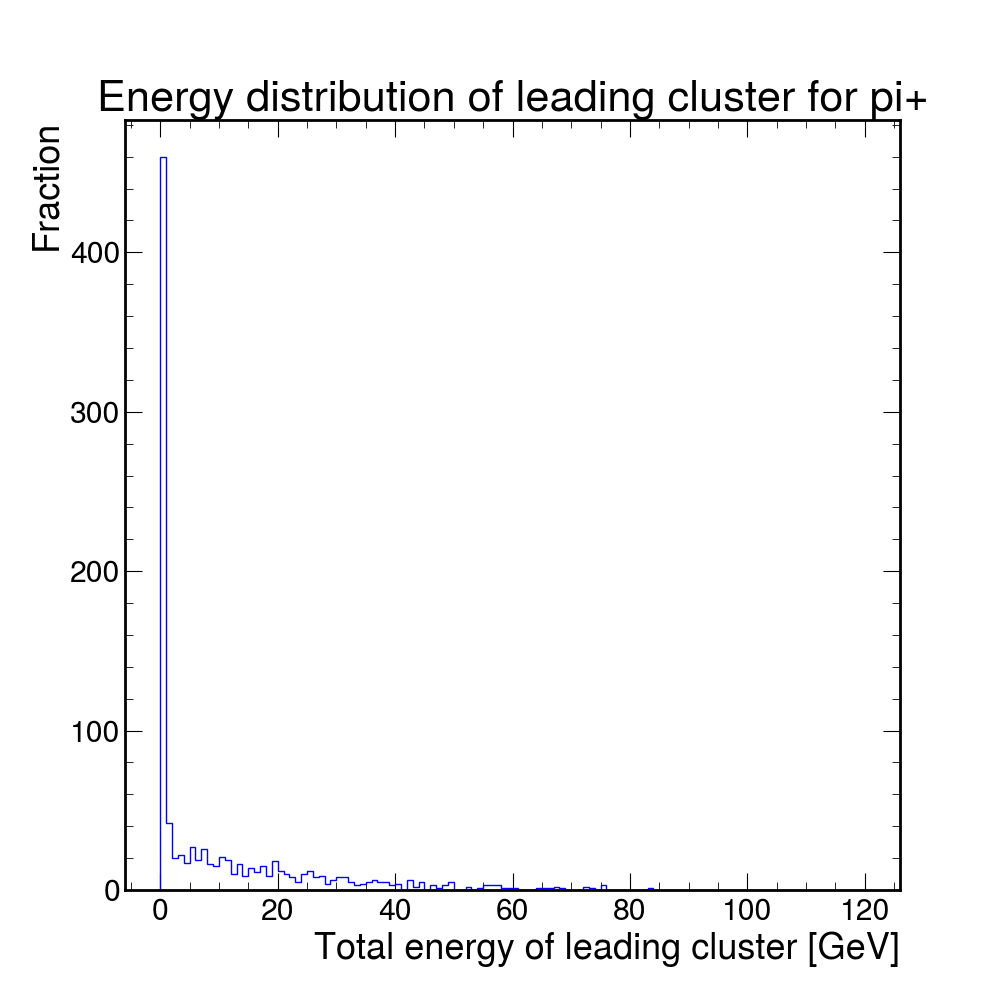 Energy distribution of leading cluster for pi+
Fraction
400
300
200
100
0
0 20 40 60 80 100 120
Total energy of leading cluster [GeV]